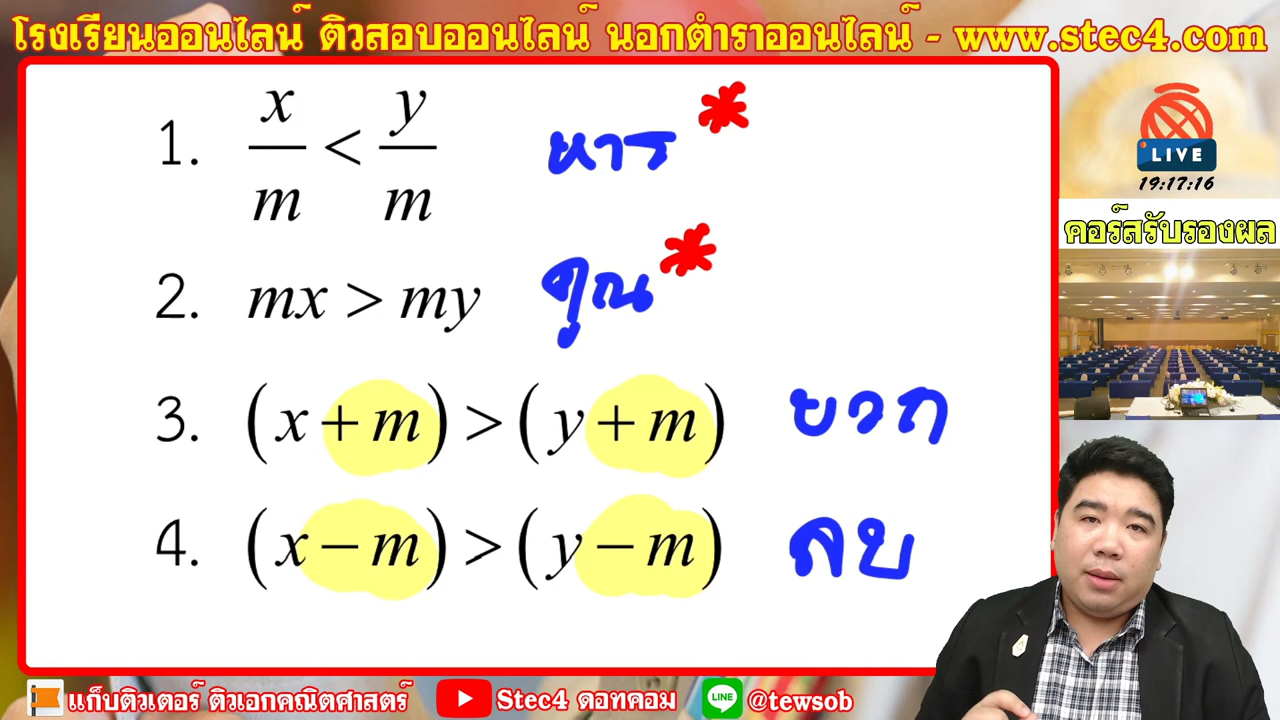 โรงเรียนออนไลน์ ติวสอบออนไลน์ นอกตำราออนไลน์ - www.stec4.com
1. x/m < y/m หาร *
2. mx > my คูณ *
3. (x + m) > (y + m) บวก
4. (x − m) > (y − m) ลบ
LIVE
19:17:16
คอร์สรับรองผล
แก๊บติวเตอร์ ติวเอกคณิตศาสตร์ Stec4 ดอทคอม LINE @tewsob